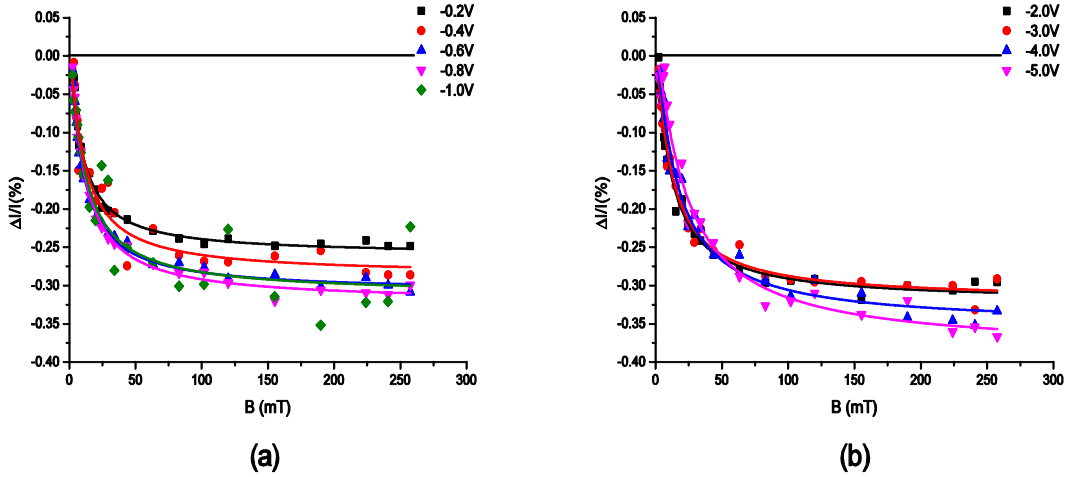 0.05
0.00
-0.05
-0.10
-0.15
-0.20
-0.25
-0.30
-0.35
-0.40
ΔI/I(%)
0 50 100 150 200 250 300
B (mT)
-0.2V
-0.4V
-0.6V
-0.8V
-1.0V
(a)
0.05
0.00
-0.05
-0.10
-0.15
-0.20
-0.25
-0.30
-0.35
-0.40
ΔI/I(%)
0 50 100 150 200 250 300
B (mT)
-2.0V
-3.0V
-4.0V
-5.0V
(b)